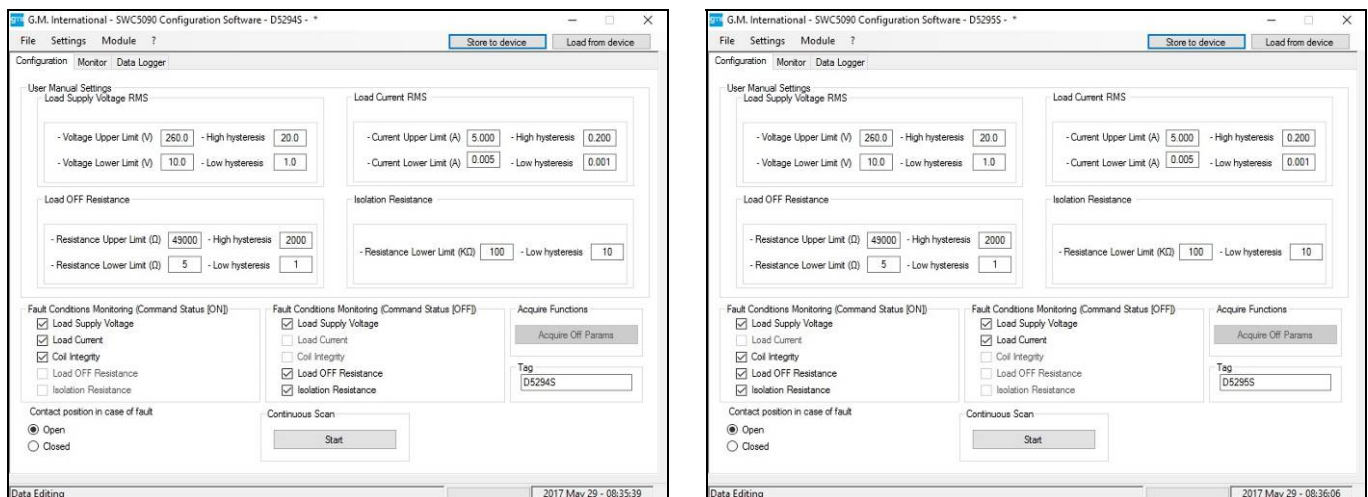 gmi G.M. International - SWC5090 Configuration Software - D5294S - *
File Settings Module ? Store to device Load from device
Configuration Monitor Data Logger
User Manual Settings
Load Supply Voltage RMS Load Current RMS
- Voltage Upper Limit (V) 260.0 - High hysteresis 20.0 - Current Upper Limit (A) 5.000 - High hysteresis 0.200
- Voltage Lower Limit (V) 10.0 - Low hysteresis 1.0 - Current Lower Limit (A) 0.005 - Low hysteresis 0.001
Load OFF Resistance Isolation Resistance
- Resistance Upper Limit (Ω) 49000 - High hysteresis 2000
- Resistance Lower Limit (KΩ) 100 - Low hysteresis 10
- Resistance Lower Limit (Ω) 5 - Low hysteresis 1
Fault Conditions Monitoring (Command Status [ON]) Fault Conditions Monitoring (Command Status [OFF]) Acquire Functions
Load Supply Voltage Load Supply Voltage
Load Current Load Current Acquire Off Params
Coil Integrity Coil Integrity
Load OFF Resistance Load OFF Resistance Tag
Isolation Resistance Isolation Resistance D5294S
Contact position in case of fault Continuous Scan
Open
Closed Start
Data Editing 2017 May 29 - 08:35:39
gmi G.M. International - SWC5090 Configuration Software - D5295S - *
File Settings Module ? Store to device Load from device
Configuration Monitor Data Logger
User Manual Settings
Load Supply Voltage RMS Load Current RMS
- Voltage Upper Limit (V) 260.0 - High hysteresis 20.0 - Current Upper Limit (A) 5.000 - High hysteresis 0.200
- Voltage Lower Limit (V) 10.0 - Low hysteresis 1.0 - Current Lower Limit (A) 0.005 - Low hysteresis 0.001
Load OFF Resistance Isolation Resistance
- Resistance Upper Limit (Ω) 49000 - High hysteresis 2000
- Resistance Lower Limit (KΩ) 100 - Low hysteresis 10
- Resistance Lower Limit (Ω) 5 - Low hysteresis 1
Fault Conditions Monitoring (Command Status [ON]) Fault Conditions Monitoring (Command Status [OFF]) Acquire Functions
Load Supply Voltage Load Supply Voltage
Load Current Load Current Acquire Off Params
Coil Integrity Coil Integrity
Load OFF Resistance Load OFF Resistance Tag
Isolation Resistance Isolation Resistance D5295S
Contact position in case of fault Continuous Scan
Open
Closed Start
Data Editing 2017 May 29 - 08:36:06